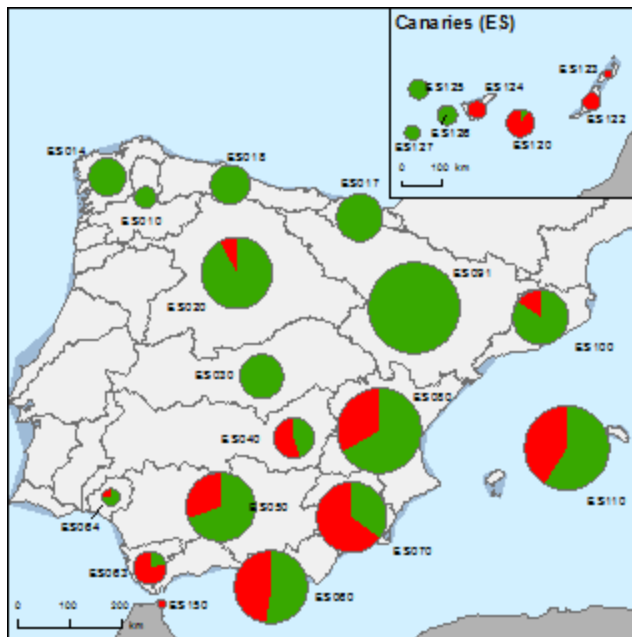 Canaries (ES)
ES123
ES125
ES124
ES122
ES126
ES127
ES120
0 100
km
ES014
ES018
ES017
ES010
ES091
ES020
ES100
ES030
ES080
ES040
ES050
ES110
ES064
ES070
ES063
ES060
ES150
0 100 200
km